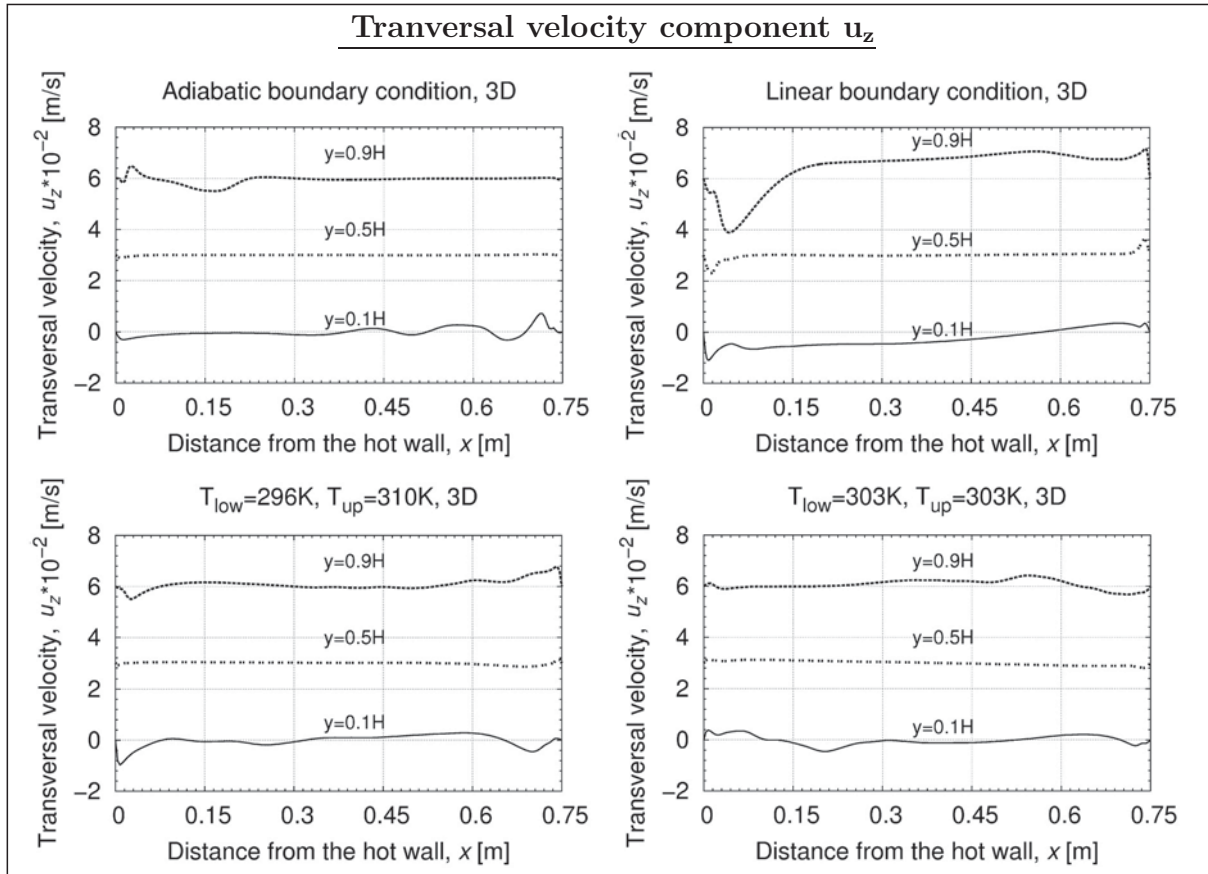 Tranversal velocity component u_z
Adiabatic boundary condition, 3D
Transversal velocity, u_z*10^−2 [m/s]
8
6
4
2
0
−2
y=0.9H
y=0.5H
y=0.1H
0 0.15 0.3 0.45 0.6 0.75
Distance from the hot wall, x [m]
Linear boundary condition, 3D
Transversal velocity, u_z*10^−2 [m/s]
8
6
4
2
0
−2
y=0.9H
y=0.5H
y=0.1H
0 0.15 0.3 0.45 0.6 0.75
Distance from the hot wall, x [m]
T_low=296K, T_up=310K, 3D
Transversal velocity, u_z*10^−2 [m/s]
8
6
4
2
0
−2
y=0.9H
y=0.5H
y=0.1H
0 0.15 0.3 0.45 0.6 0.75
Distance from the hot wall, x [m]
T_low=303K, T_up=303K, 3D
Transversal velocity, u_z*10^−2 [m/s]
8
6
4
2
0
−2
y=0.9H
y=0.5H
y=0.1H
0 0.15 0.3 0.45 0.6 0.75
Distance from the hot wall, x [m]